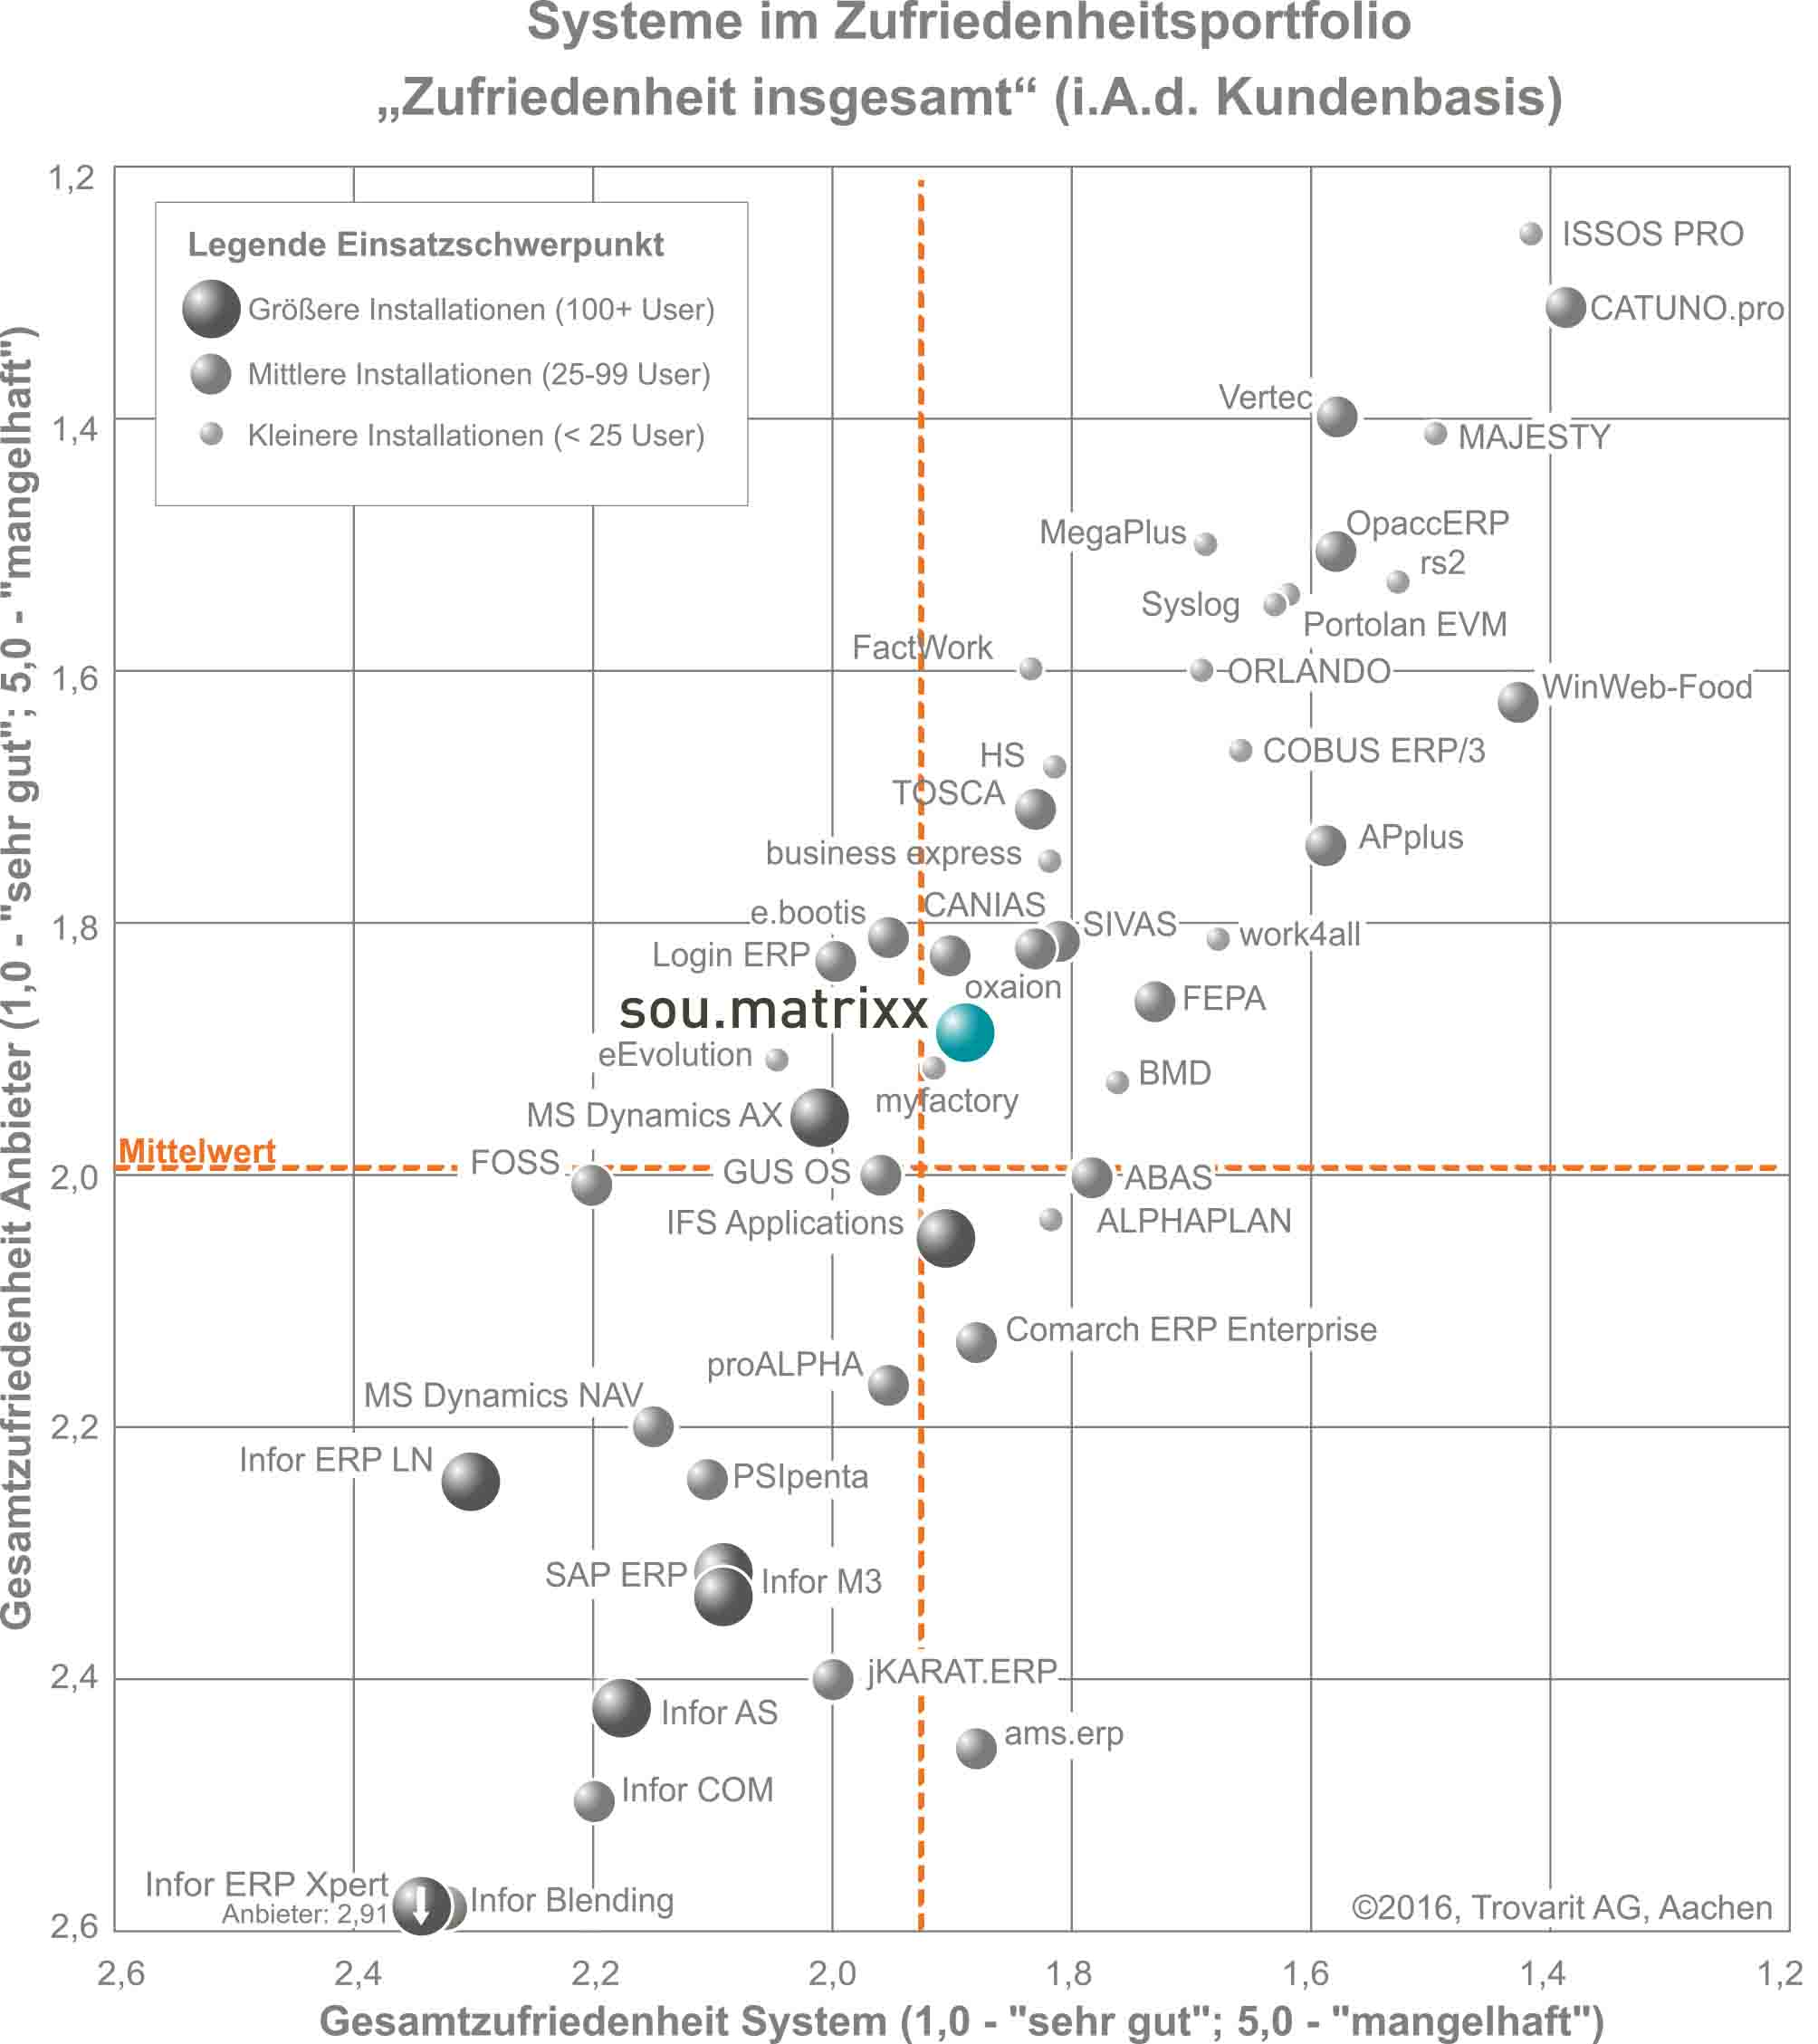 Systeme im Zufriedenheitsportfolio
„Zufriedenheit insgesamt“ (i.A.d. Kundenbasis)
Gesamtzufriedenheit Anbieter (1,0 - "sehr gut"; 5,0 - "mangelhaft")
1,2
1,4
1,6
1,8
2,0
2,2
2,4
2,6
Legende Einsatzschwerpunkt
Größere Installationen (100+ User)
Mittlere Installationen (25-99 User)
Kleinere Installationen (< 25 User)
ISSOS PRO
CATUNO.pro
Vertec
MAJESTY
OpaccERP
MegaPlus
rs2
Syslog
Portolan EVM
FactWork
ORLANDO
WinWeb-Food
HS
COBUS ERP/3
TOSCA
APplus
business express
CANIAS
e.bootis
SIVAS
work4all
Login ERP
oxaion
FEPA
sou.matrixx
eEvolution
BMD
myfactory
MS Dynamics AX
Mittelwert
FOSS
GUS OS
ABAS
IFS Applications
ALPHAPLAN
Comarch ERP Enterprise
proALPHA
MS Dynamics NAV
Infor ERP LN
PSIpenta
SAP ERP
Infor M3
jKARAT.ERP
Infor AS
ams.erp
Infor COM
Infor ERP Xpert
Anbieter: 2,91
Infor Blending
©2016, Trovarit AG, Aachen
2,6
2,4
2,2
2,0
1,8
1,6
1,4
1,2
Gesamtzufriedenheit System (1,0 - "sehr gut"; 5,0 - "mangelhaft")